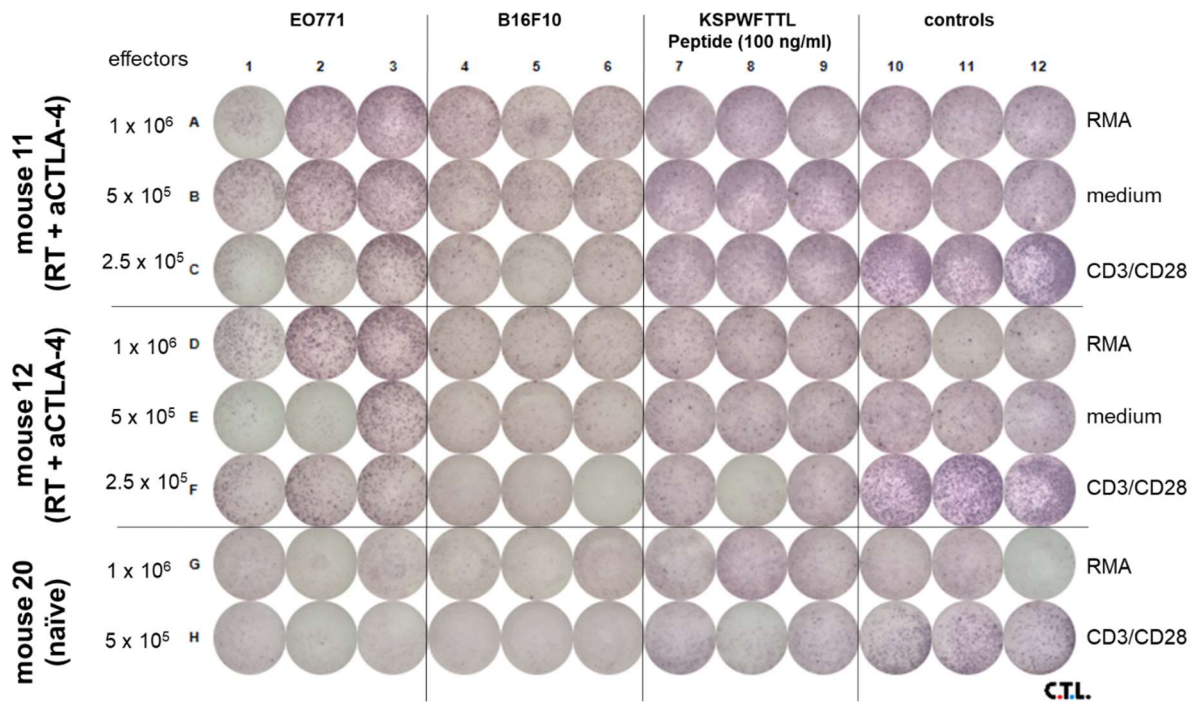 EO771 B16F10 KSPWFTTL controls
Peptide (100 ng/ml)
effectors 1 2 3 4 5 6 7 8 9 10 11 12
mouse 11
(RT + aCTLA-4)
1 x 10⁶ A RMA
5 x 10⁵ B medium
2.5 x 10⁵ C CD3/CD28
mouse 12
(RT + aCTLA-4)
1 x 10⁶ D RMA
5 x 10⁵ E medium
2.5 x 10⁵ F CD3/CD28
mouse 20
(naïve)
1 x 10⁶ G RMA
5 x 10⁵ H CD3/CD28
C.T.L.